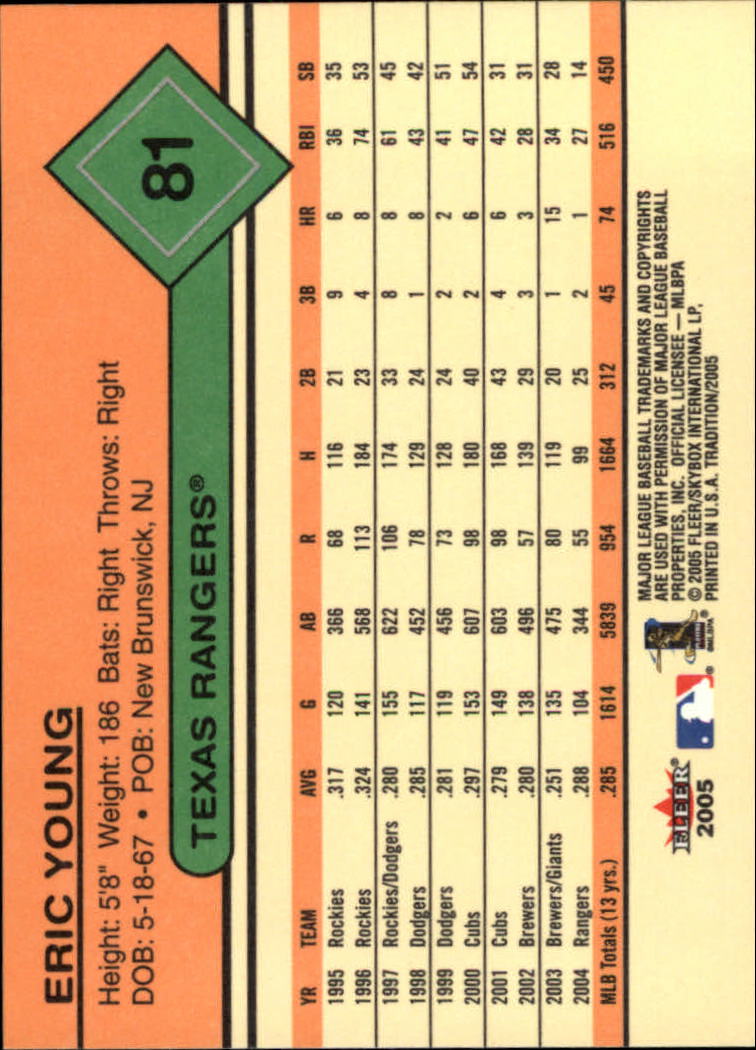 ERIC YOUNG
81
Height: 5'8" Weight: 186 Bats: Right Throws: Right
DOB: 5-18-67 • POB: New Brunswick, NJ
TEXAS RANGERS®
YR TEAM AVG G AB R H 2B 3B HR RBI SB
1995 Rockies .317 120 366 68 116 21 9 6 36 35
1996 Rockies .324 141 568 113 184 23 4 8 74 53
1997 Rockies/Dodgers .280 155 622 106 174 33 8 8 61 45
1998 Dodgers .285 117 452 78 129 24 1 8 43 42
1999 Dodgers .281 119 456 73 128 24 2 2 41 51
2000 Cubs .297 153 607 98 180 40 2 6 47 54
2001 Cubs .279 149 603 98 168 43 4 6 42 31
2002 Brewers .280 138 496 57 139 29 3 3 28 31
2003 Brewers/Giants .251 135 475 80 119 20 1 15 34 28
2004 Rangers .288 104 344 55 99 25 2 1 27 14
MLB Totals (13 yrs.) .285 1614 5839 954 1664 312 45 74 516 450
FLEER®
2005
®
®
©MLBPA
MAJOR LEAGUE BASEBALL TRADEMARKS AND COPYRIGHTS
ARE USED WITH PERMISSION OF MAJOR LEAGUE BASEBALL
PROPERTIES, INC. OFFICIAL LICENSEE — MLBPA
© 2005 FLEER/SKYBOX INTERNATIONAL LP,
PRINTED IN U.S.A. TRADITION/2005